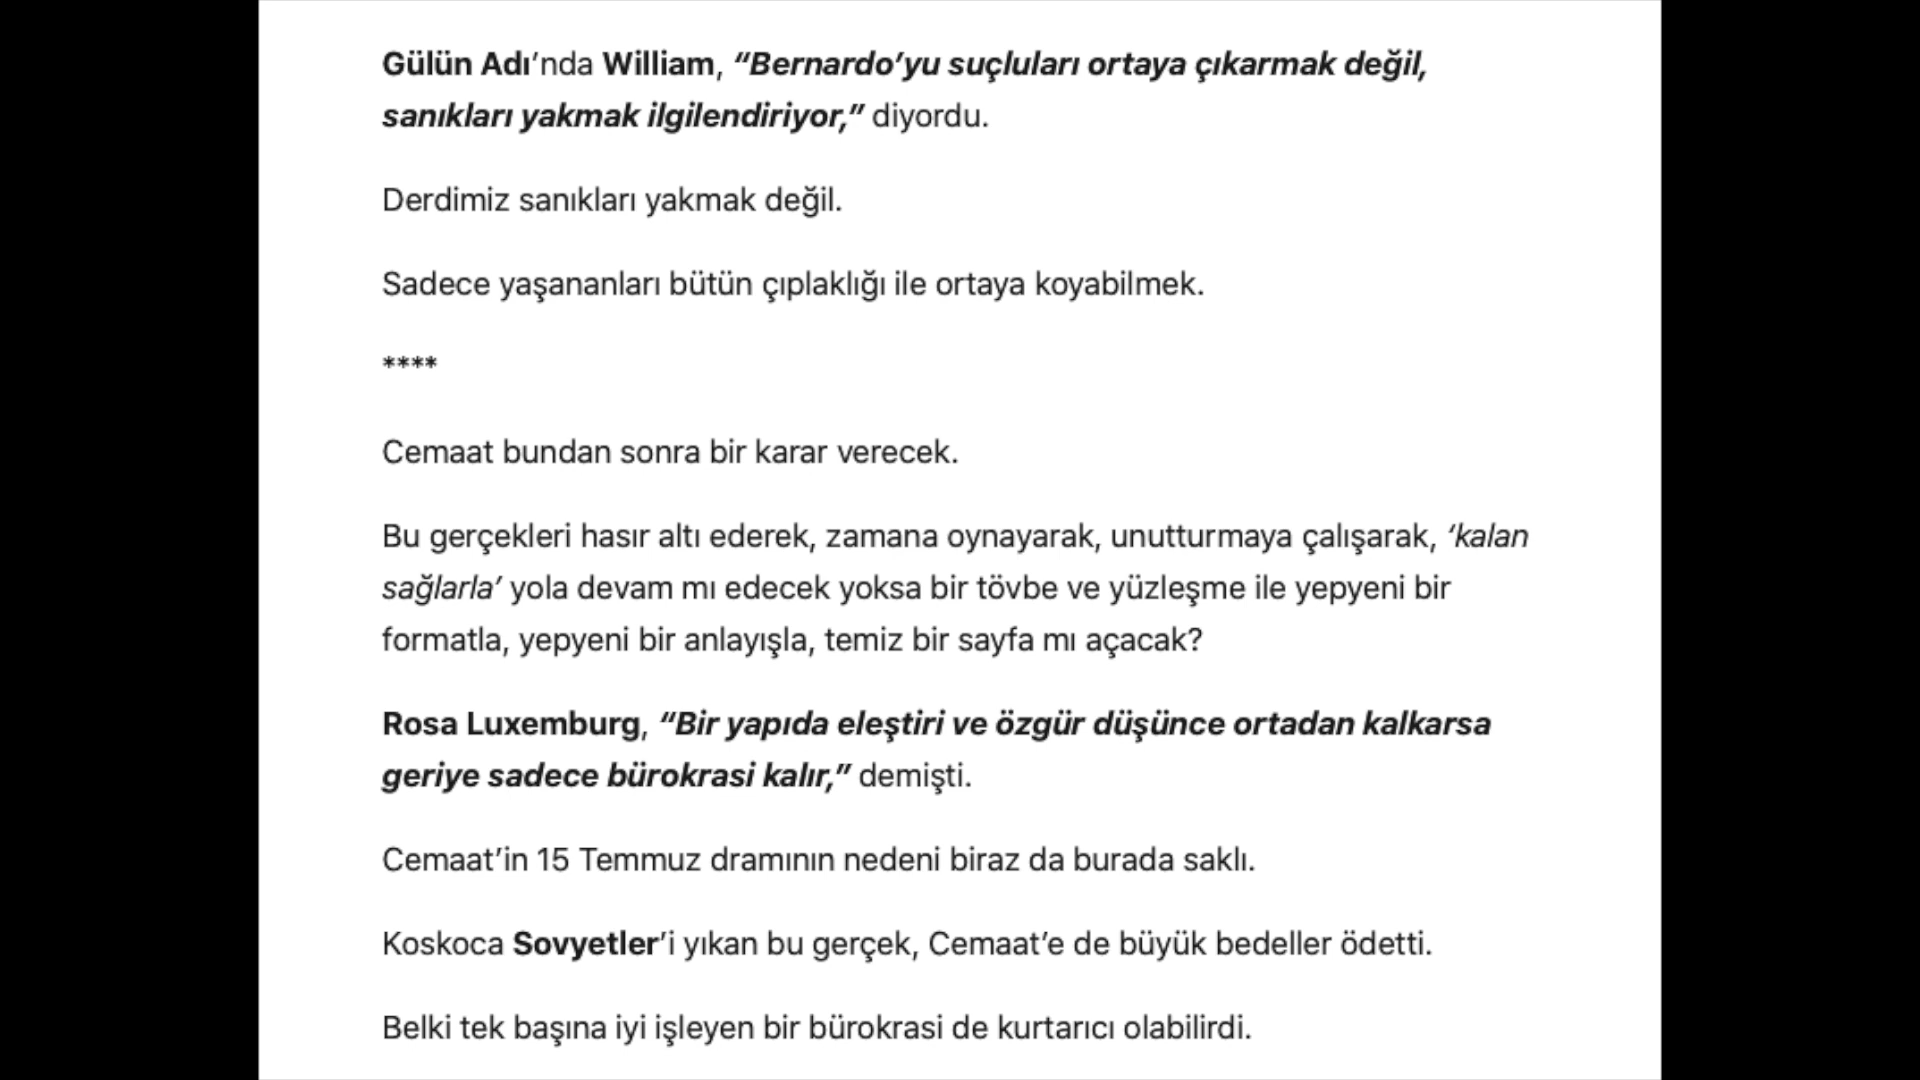 Gülün Adı’nda William, “Bernardo’yu suçluları ortaya çıkarmak değil,
sanıkları yakmak ilgilendiriyor,” diyordu.
Derdimiz sanıkları yakmak değil.
Sadece yaşananları bütün çıplaklığı ile ortaya koyabilmek.
****
Cemaat bundan sonra bir karar verecek.
Bu gerçekleri hasır altı ederek, zamana oynayarak, unutturmaya çalışarak, ‘kalan
sağlarla’ yola devam mı edecek yoksa bir tövbe ve yüzleşme ile yepyeni bir
formatla, yepyeni bir anlayışla, temiz bir sayfa mı açacak?
Rosa Luxemburg, “Bir yapıda eleştiri ve özgür düşünce ortadan kalkarsa
geriye sadece bürokrasi kalır,” demişti.
Cemaat’in 15 Temmuz dramının nedeni biraz da burada saklı.
Koskoca Sovyetler’i yıkan bu gerçek, Cemaat’e de büyük bedeller ödetti.
Belki tek başına iyi işleyen bir bürokrasi de kurtarıcı olabilirdi.